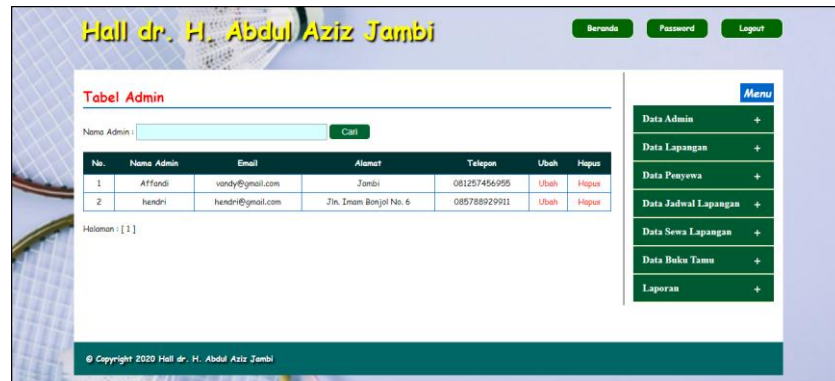 Hall dr. H. Abdul Aziz Jambi
Beranda Password Logout
Tabel Admin
Nama Admin : Cari
No. Nama Admin Email Alamat Telepon Ubah Hapus
1 Affandi vandy@gmail.com Jambi 081257456955 Ubah Hapus
2 hendri hendri@gmail.com Jln. Imam Bonjol No. 6 085788929911 Ubah Hapus
Halaman : [ 1 ]
Menu
Data Admin +
Data Lapangan +
Data Penyewa +
Data Jadwal Lapangan +
Data Sewa Lapangan +
Data Buku Tamu +
Laporan +
@ Copyright 2020 Hall dr. H. Abdul Aziz Jambi